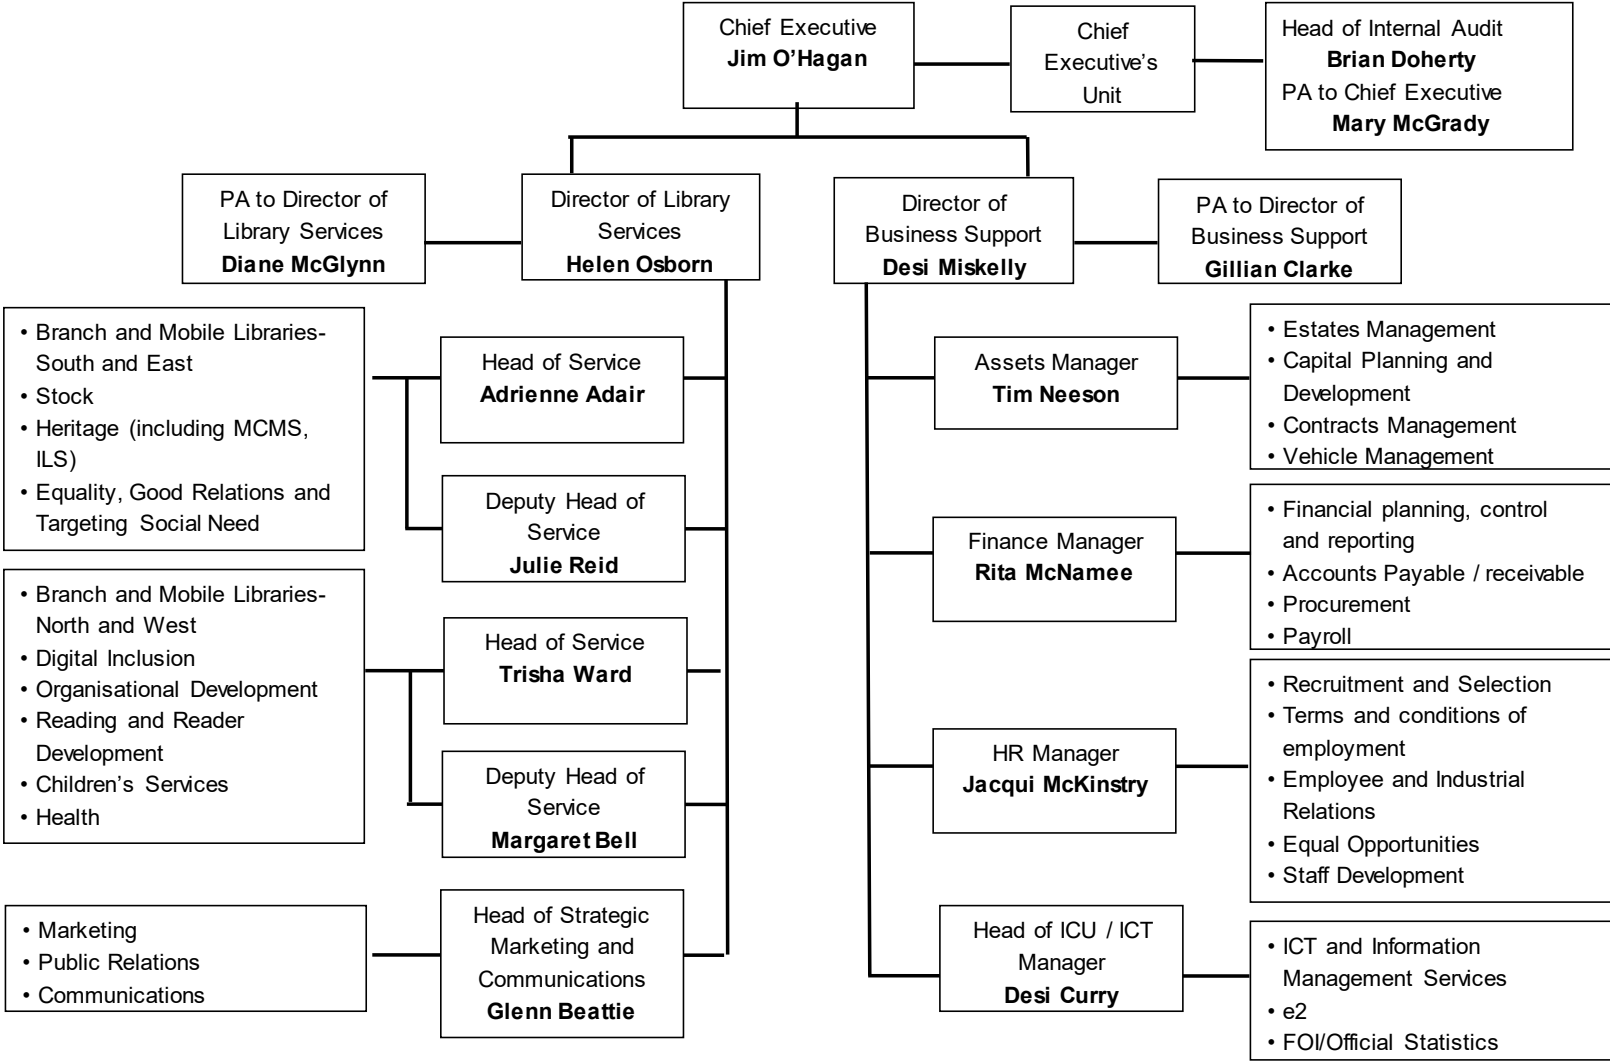 Chief Executive
Jim O’Hagan
Chief
Executive’s
Unit
Head of Internal Audit
Brian Doherty
PA to Chief Executive
Mary McGrady
PA to Director of
Library Services
Diane McGlynn
Director of Library
Services
Helen Osborn
Director of
Business Support
Desi Miskelly
PA to Director of
Business Support
Gillian Clarke
• Branch and Mobile Libraries-
South and East
• Stock
• Heritage (including MCMS,
ILS)
• Equality, Good Relations and
Targeting Social Need
Head of Service
Adrienne Adair
Deputy Head of
Service
Julie Reid
• Branch and Mobile Libraries-
North and West
• Digital Inclusion
• Organisational Development
• Reading and Reader
Development
• Children’s Services
• Health
Head of Service
Trisha Ward
Deputy Head of
Service
Margaret Bell
• Marketing
• Public Relations
• Communications
Head of Strategic
Marketing and
Communications
Glenn Beattie
Assets Manager
Tim Neeson
• Estates Management
• Capital Planning and
Development
• Contracts Management
• Vehicle Management
Finance Manager
Rita McNamee
• Financial planning, control
and reporting
• Accounts Payable / receivable
• Procurement
• Payroll
HR Manager
Jacqui McKinstry
• Recruitment and Selection
• Terms and conditions of
employment
• Employee and Industrial
Relations
• Equal Opportunities
• Staff Development
Head of ICU / ICT
Manager
Desi Curry
• ICT and Information
Management Services
• e2
• FOI/Official Statistics